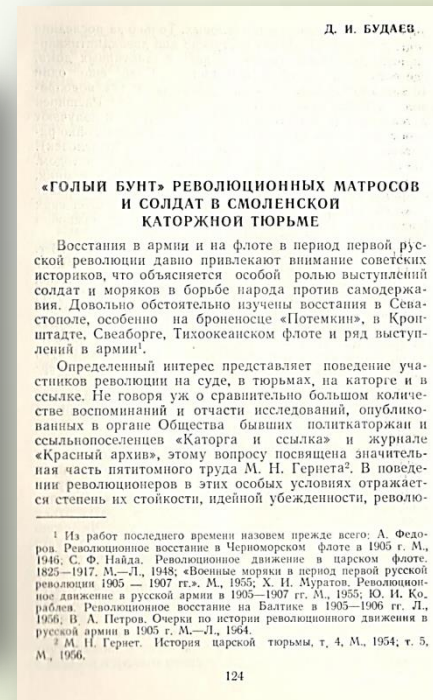 Д. И. БУДАЕВ
«ГОЛЫЙ БУНТ» РЕВОЛЮЦИОННЫХ МАТРОСОВ
И СОЛДАТ В СМОЛЕНСКОЙ
КАТОРЖНОЙ ТЮРЬМЕ
Восстания в армии и на флоте в период первой рус-
ской революции давно привлекают внимание советских
историков, что объясняется особой ролью выступлений
солдат и моряков в борьбе народа против самодержа-
вия. Довольно обстоятельно изучены восстания в Сева-
стополе, особенно на броненосце «Потемкин», в Крон-
штадте, Свеаборге, Тихоокеанском флоте и ряд выступ-
лений в армии¹.
Определенный интерес представляет поведение уча-
стников революции на суде, в тюрьмах, на каторге и в
ссылке. Не говоря уж о сравнительно большом количе-
стве воспоминаний и отчасти исследований, опублико-
ванных в органе Общества бывших политкаторжан и
ссыльнопоселенцев «Каторга и ссылка» и журнале
«Красный архив», этому вопросу посвящена значитель-
ная часть пятитомного труда М. Н. Гернета². В поведе-
нии революционеров в этих особых условиях отражает-
ся степень их стойкости, идейной убежденности, револю-
¹ Из работ последнего времени назовем прежде всего: А. Федо-
ров. Революционное восстание в Черноморском флоте в 1905 г. М.,
1946; С. Ф. Найда. Революционное движение в царском флоте.
1825—1917. М.—Л., 1948; «Военные моряки в период первой русской
революции 1905 — 1907 гг.». М., 1955; Х. И. Муратов. Революцион-
ное движение в русской армии в 1905—1907 гг. М., 1955; Ю. И. Ко-
раблев. Революционное восстание на Балтике в 1905—1906 гг. Л.,
1956; В. А. Петров. Очерки по истории революционного движения в
русской армии в 1905 г. М.—Л., 1964.
² М. Н. Гернет. История царской тюрьмы, т. 4, М., 1954; т. 5,
М., 1956.
124